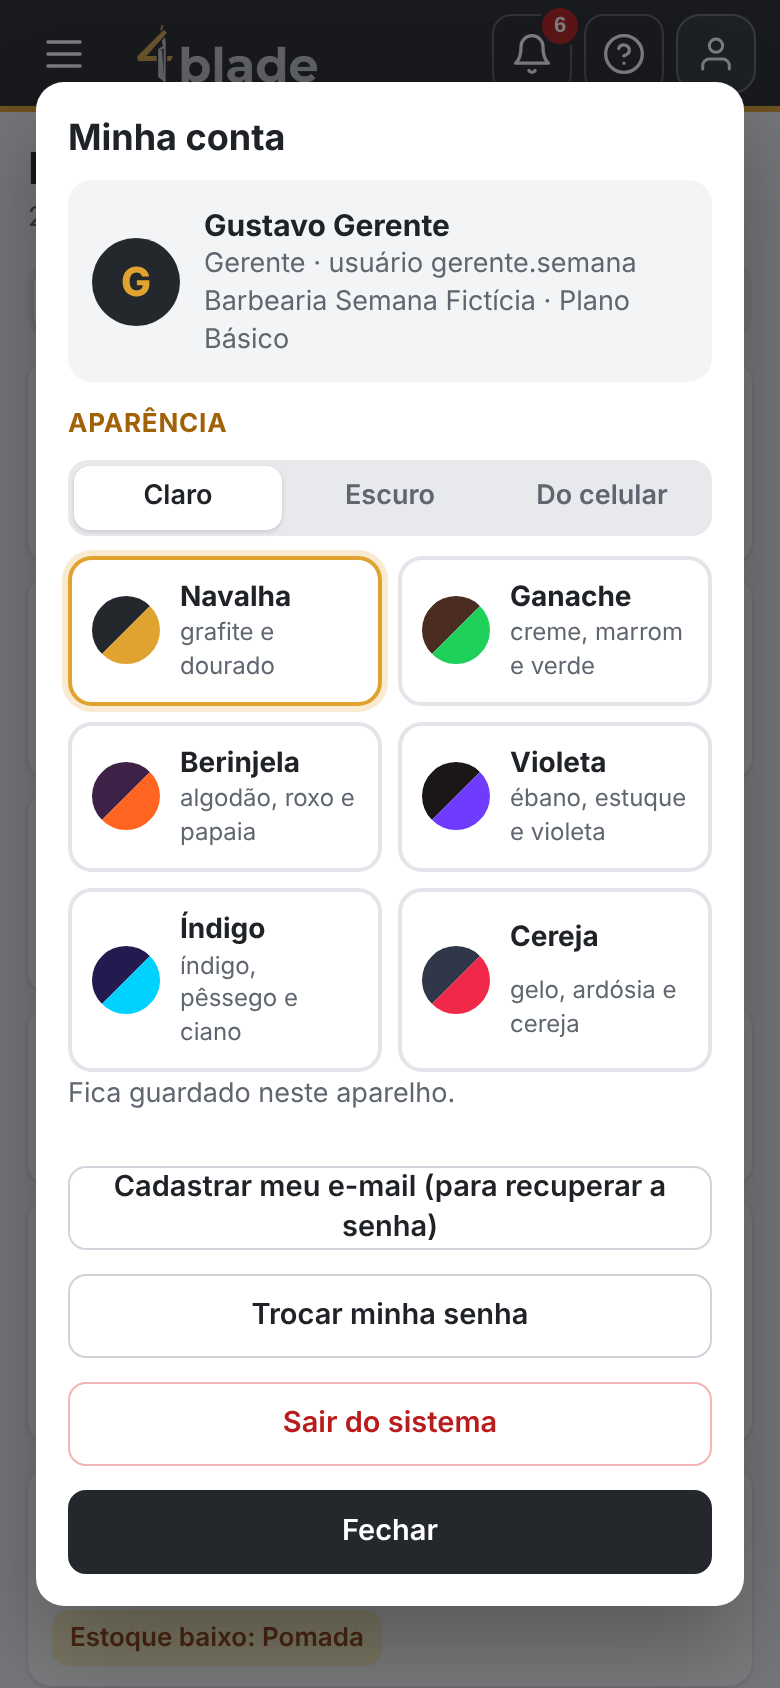 4blade
6
Minha conta
G
Gustavo Gerente
Gerente · usuário gerente.semana
Barbearia Semana Fictícia · Plano
Básico
APARÊNCIA
Claro
Escuro
Do celular
Navalha
grafite e
dourado
Ganache
creme, marrom
e verde
Berinjela
algodão, roxo e
papaia
Violeta
ébano, estuque
e violeta
Índigo
índigo,
pêssego e
ciano
Cereja
gelo, ardósia e
cereja
Fica guardado neste aparelho.
Cadastrar meu e-mail (para recuperar a
senha)
Trocar minha senha
Sair do sistema
Fechar
Estoque baixo: Pomada